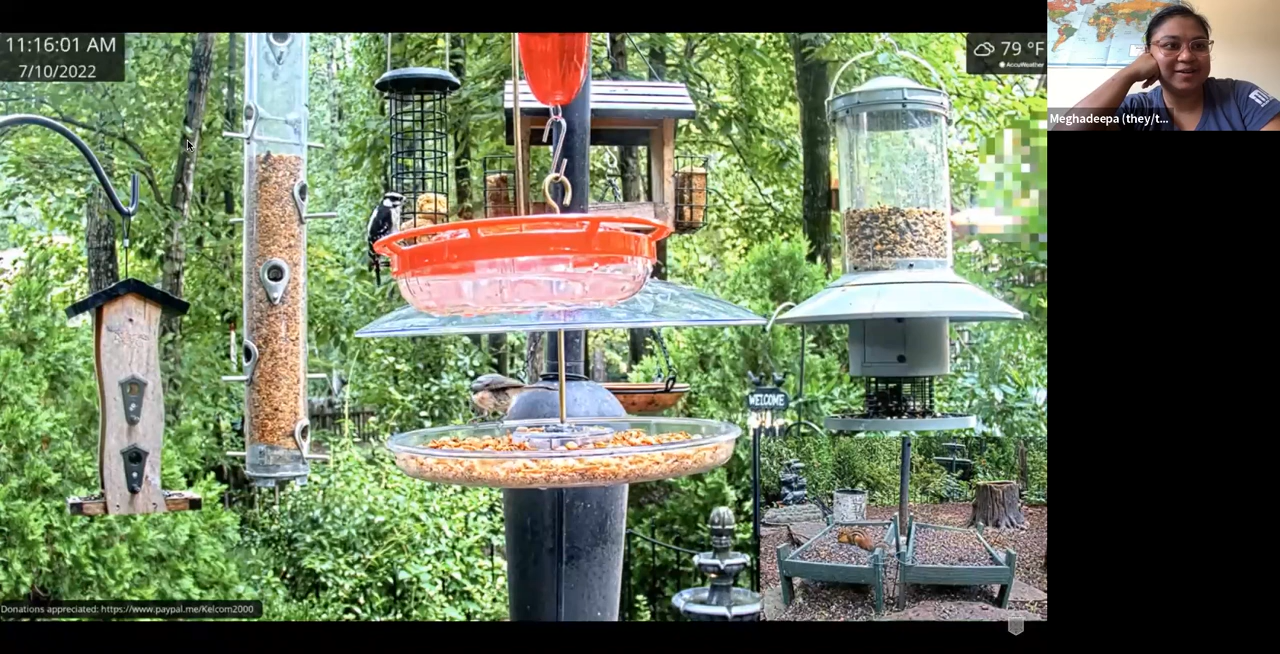 11:16:01 AM
7/10/2022
79 °F
AccuWeather
Meghadeepa (they/t...
WELCOME
Donations appreciated: https://www.paypal.me/Kelcom2000